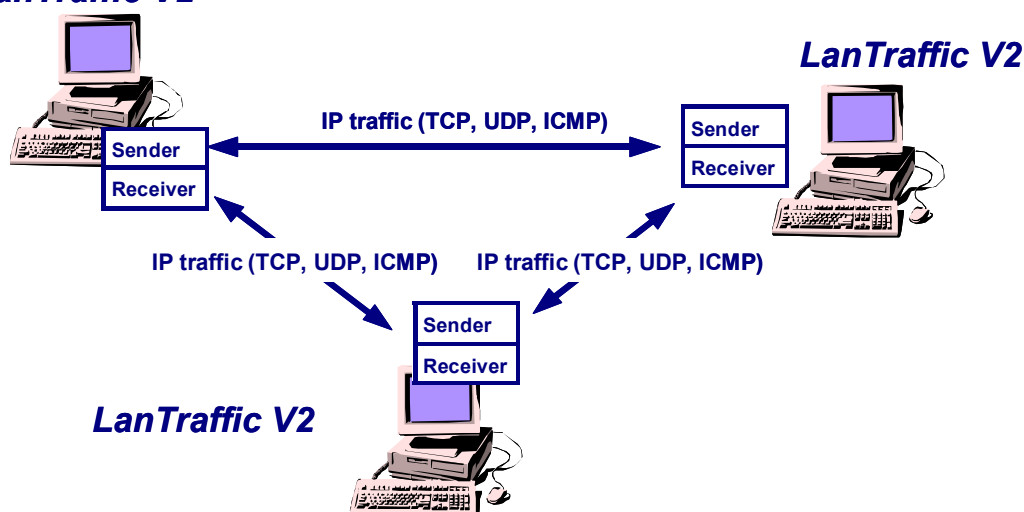 LanTraffic V2
IP traffic (TCP, UDP, ICMP)
Sender
Receiver
Sender
Receiver
IP traffic (TCP, UDP, ICMP)
IP traffic (TCP, UDP, ICMP)
Sender
Receiver
LanTraffic V2